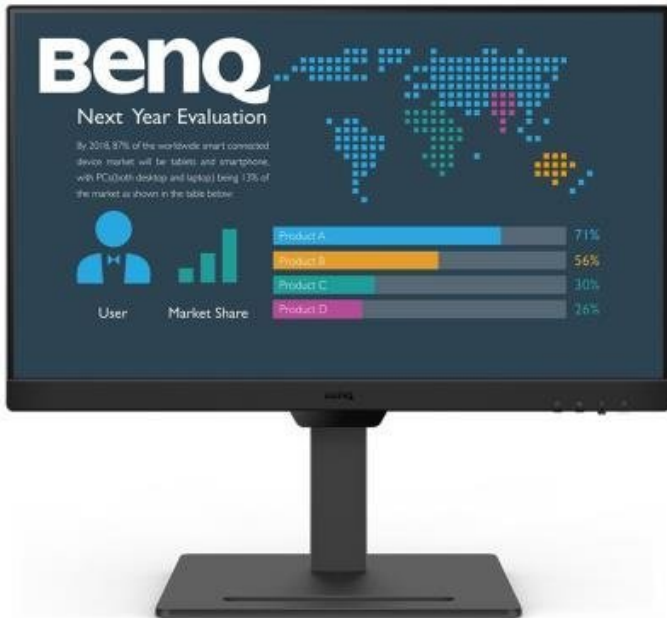 BenQ
Next Year Evaluation
By 2018, 87% of the worldwide smart connected
device market will be tablets and smartphone,
with PCs(both desktop and laptop) being 13% of
the market as shown in the table below:
Product A 71%
Product B 56%
Product C 30%
Product D 26%
User Market Share
BenQ